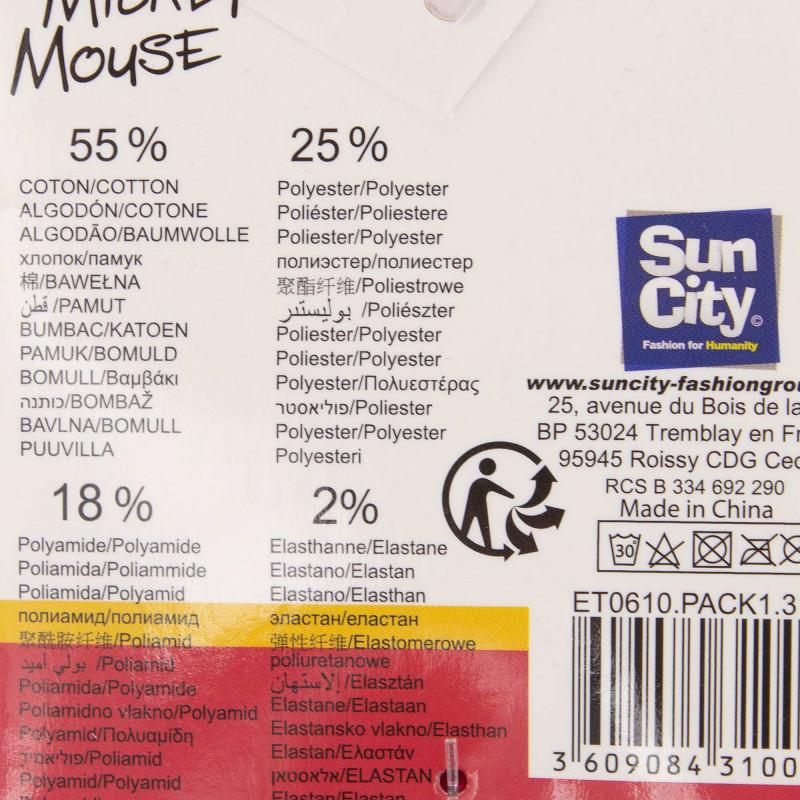 MICKEY
MOUSE
55 %
COTON/COTTON
ALGODÓN/COTONE
ALGODÃO/BAUMWOLLE
хлопок/памук
棉/BAWEŁNA
قطن /PAMUT
BUMBAC/KATOEN
PAMUK/BOMULD
BOMULL/Βαμβάκι
כותנה/BOMBAŽ
BAVLNA/BOMULL
PUUVILLA
25 %
Polyester/Polyester
Poliéster/Poliestere
Poliester/Polyester
полиэстер/полиестер
聚酯纤维/Poliestrowe
بوليستر /Poliészter
Poliester/Polyester
Poliester/Polyester
Polyester/Πολυεστέρας
פוליאסטר/Poliester
Polyester/Polyester
Polyesteri
18 %
Polyamide/Polyamide
Poliamida/Poliammide
Poliamida/Polyamid
полиамид/полиамид
聚酰胺纤维/Poliamid
بولي أميد /Poliamid
Poliamida/Polyamide
Poliamidno vlakno/Polyamid
Polyamid/Πολυαμίδη
פוליאמיד/Poliamid
Polyamid/Polyamid
2%
Elasthanne/Elastane
Elastano/Elastan
Elastano/Elasthan
эластан/еластан
弹性纤维/Elastomerowe
poliuretanowe
الإستهان /Elasztán
Elastane/Elastaan
Elastansko vlakno/Elasthan
Elastan/Ελαστάν
אלאסטאן/ELASTAN
Sun
City©
Fashion for Humanity
www.suncity-fashiongrou
25, avenue du Bois de la
BP 53024 Tremblay en Fr
95945 Roissy CDG Ced
RCS B 334 692 290
Made in China
30°
ET0610.PACK1.3
3 609084 3100